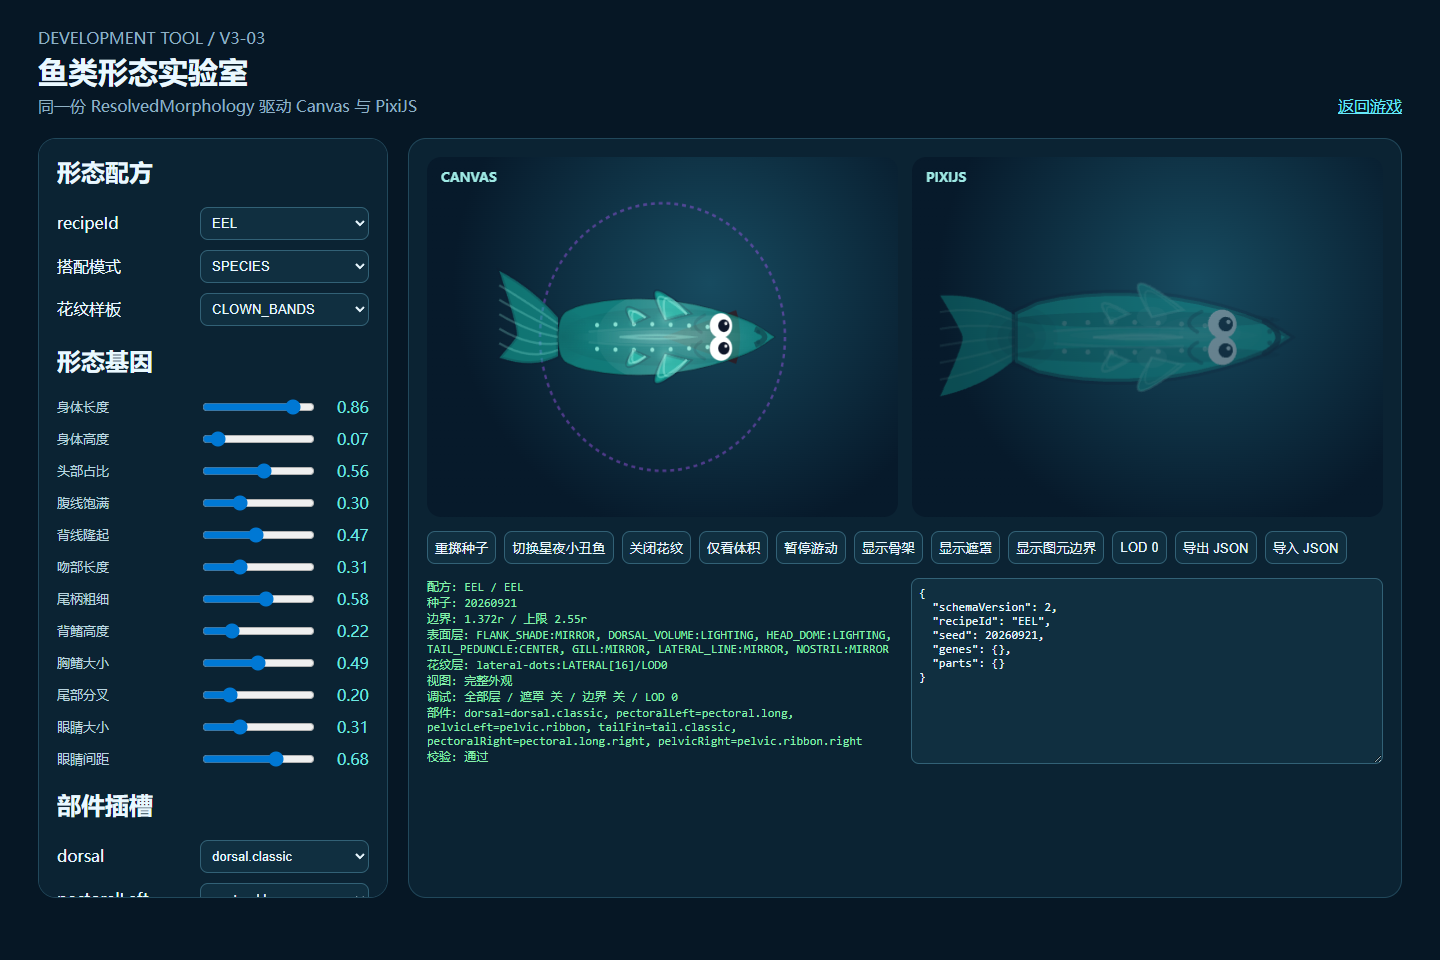 DEVELOPMENT TOOL / V3-03
鱼类形态实验室
同一份 ResolvedMorphology 驱动 Canvas 与 PixiJS
返回游戏
形态配方
recipeId
EEL
搭配模式
SPECIES
花纹样板
CLOWN_BANDS
形态基因
身体长度 0.86
身体高度 0.07
头部占比 0.56
腹线饱满 0.30
背线隆起 0.47
吻部长度 0.31
尾柄粗细 0.58
背鳍高度 0.22
胸鳍大小 0.49
尾部分叉 0.20
眼睛大小 0.31
眼睛间距 0.68
部件插槽
dorsal
dorsal.classic
CANVAS
PIXIJS
重掷种子 切换星夜小丑鱼 关闭花纹 仅看体积 暂停游动 显示骨架 显示遮罩 显示图元边界 LOD 0 导出 JSON 导入 JSON
配方: EEL / EEL
种子: 20260921
边界: 1.372r / 上限 2.55r
表面层: FLANK_SHADE:MIRROR, DORSAL_VOLUME:LIGHTING, HEAD_DOME:LIGHTING,
TAIL_PEDUNCLE:CENTER, GILL:MIRROR, LATERAL_LINE:MIRROR, NOSTRIL:MIRROR
花纹层: lateral-dots:LATERAL[16]/LOD0
视图: 完整外观
调试: 全部层 / 遮罩 关 / 边界 关 / LOD 0
部件: dorsal=dorsal.classic, pectoralLeft=pectoral.long,
pelvicLeft=pelvic.ribbon, tailFin=tail.classic,
pectoralRight=pectoral.long.right, pelvicRight=pelvic.ribbon.right
校验: 通过
{
"schemaVersion": 2,
"recipeId": "EEL",
"seed": 20260921,
"genes": {},
"parts": {}
}